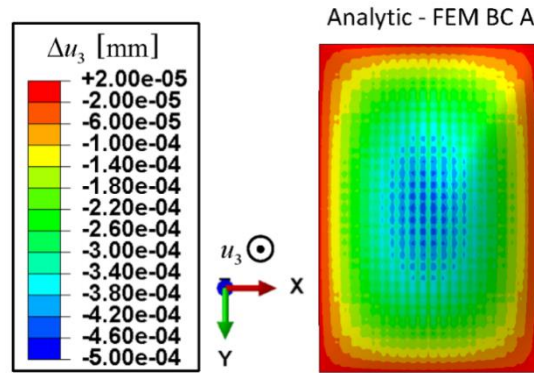 Analytic - FEM BC A
Δu₃ [mm]
+2.00e-05
-2.00e-05
-6.00e-05
-1.00e-04
-1.40e-04
-1.80e-04
-2.20e-04
-2.60e-04
-3.00e-04
-3.40e-04
-3.80e-04
-4.20e-04
-4.60e-04
-5.00e-04
u₃
X
Y